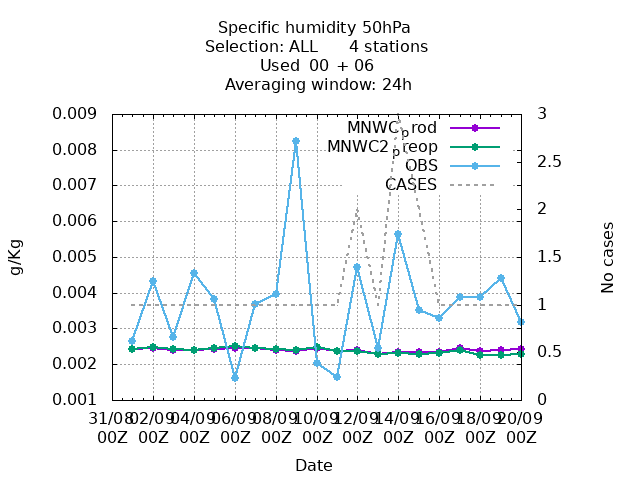 Specific humidity 50hPa
Selection: ALL 4 stations
Used 00 + 06
Averaging window: 24h
0.009
0.008
0.007
0.006
0.005
0.004
0.003
0.002
0.001
3
2.5
2
1.5
1
0.5
0
g/Kg
No cases
MNWCprod
MNWC2preop
OBS
CASES
31/08 02/09 04/09 06/09 08/09 10/09 12/09 14/09 16/09 18/09 20/09
00Z 00Z 00Z 00Z 00Z 00Z 00Z 00Z 00Z 00Z 00Z
Date